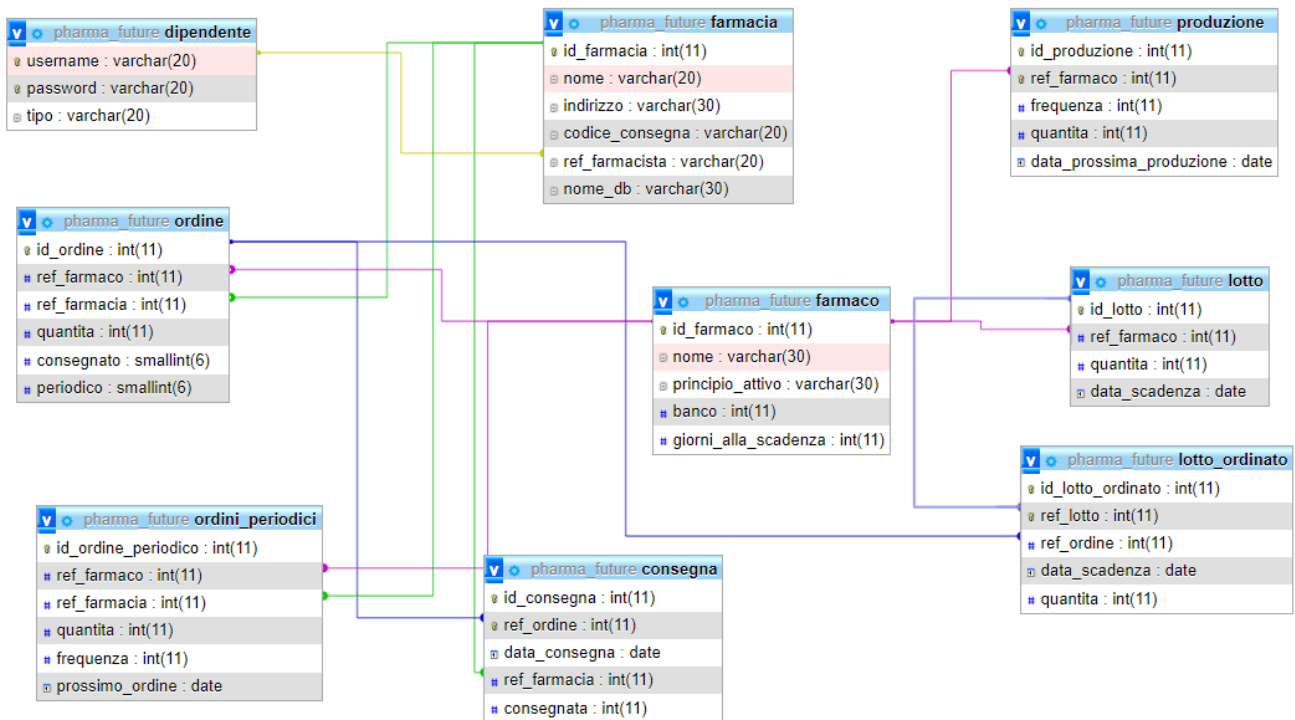 pharma_future dipendente
username : varchar(20)
password : varchar(20)
tipo : varchar(20)
pharma_future farmacia
id_farmacia : int(11)
nome : varchar(20)
indirizzo : varchar(30)
codice_consegna : varchar(20)
ref_farmacista : varchar(20)
nome_db : varchar(30)
pharma_future produzione
id_produzione : int(11)
ref_farmaco : int(11)
frequenza : int(11)
quantita : int(11)
data_prossima_produzione : date
pharma_future ordine
id_ordine : int(11)
ref_farmaco : int(11)
ref_farmacia : int(11)
quantita : int(11)
consegnato : smallint(6)
periodico : smallint(6)
pharma_future farmaco
id_farmaco : int(11)
nome : varchar(30)
principio_attivo : varchar(30)
banco : int(11)
giorni_alla_scadenza : int(11)
pharma_future lotto
id_lotto : int(11)
ref_farmaco : int(11)
quantita : int(11)
data_scadenza : date
pharma_future lotto_ordinato
id_lotto_ordinato : int(11)
ref_lotto : int(11)
ref_ordine : int(11)
data_scadenza : date
quantita : int(11)
pharma_future ordini_periodici
id_ordine_periodico : int(11)
ref_farmaco : int(11)
ref_farmacia : int(11)
quantita : int(11)
frequenza : int(11)
prossimo_ordine : date
pharma_future consegna
id_consegna : int(11)
ref_ordine : int(11)
data_consegna : date
ref_farmacia : int(11)
consegnata : int(11)